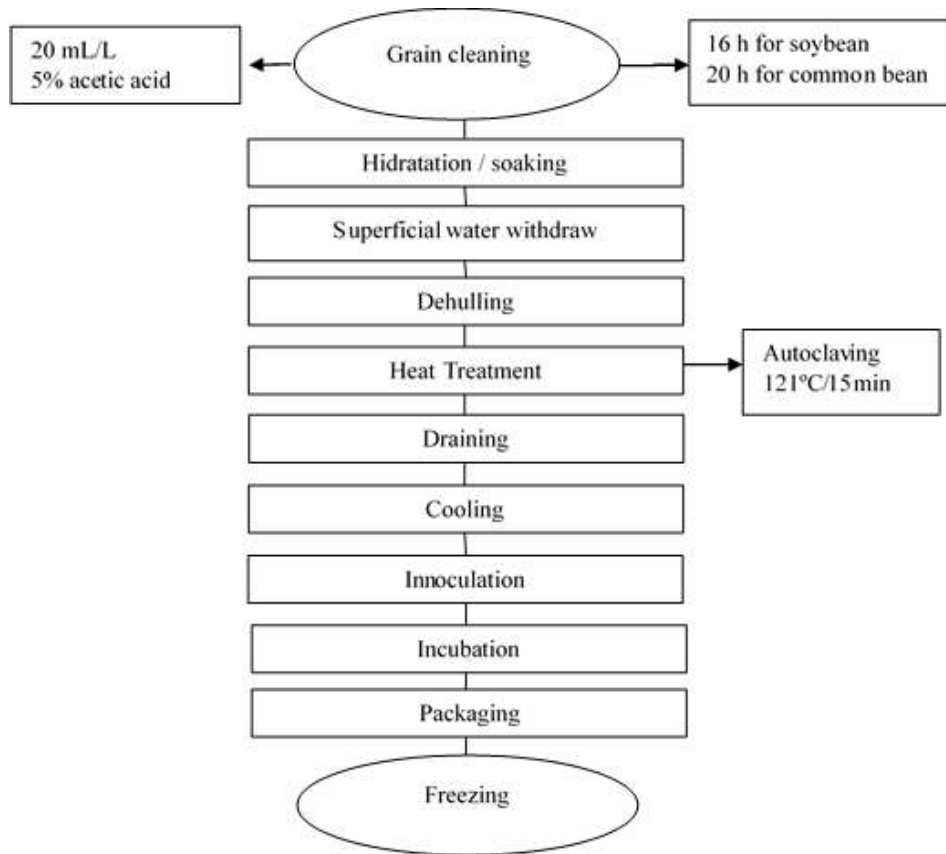 20 mL/L
5% acetic acid
Grain cleaning
16 h for soybean
20 h for common bean
Hidratation / soaking
Superficial water withdraw
Dehulling
Heat Treatment
Autoclaving
121ºC/15min
Draining
Cooling
Innoculation
Incubation
Packaging
Freezing